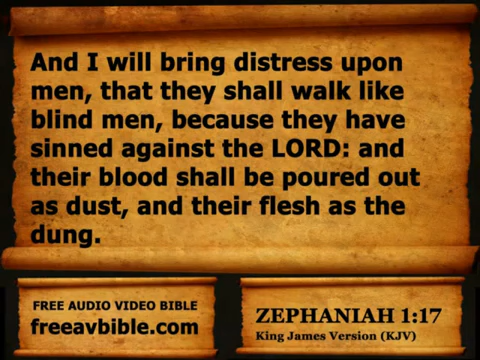 And I will bring distress upon
men, that they shall walk like
blind men, because they have
sinned against the LORD: and
their blood shall be poured out
as dust, and their flesh as the
dung.
FREE AUDIO VIDEO BIBLE
freeavbible.com
ZEPHANIAH 1:17
King James Version (KJV)